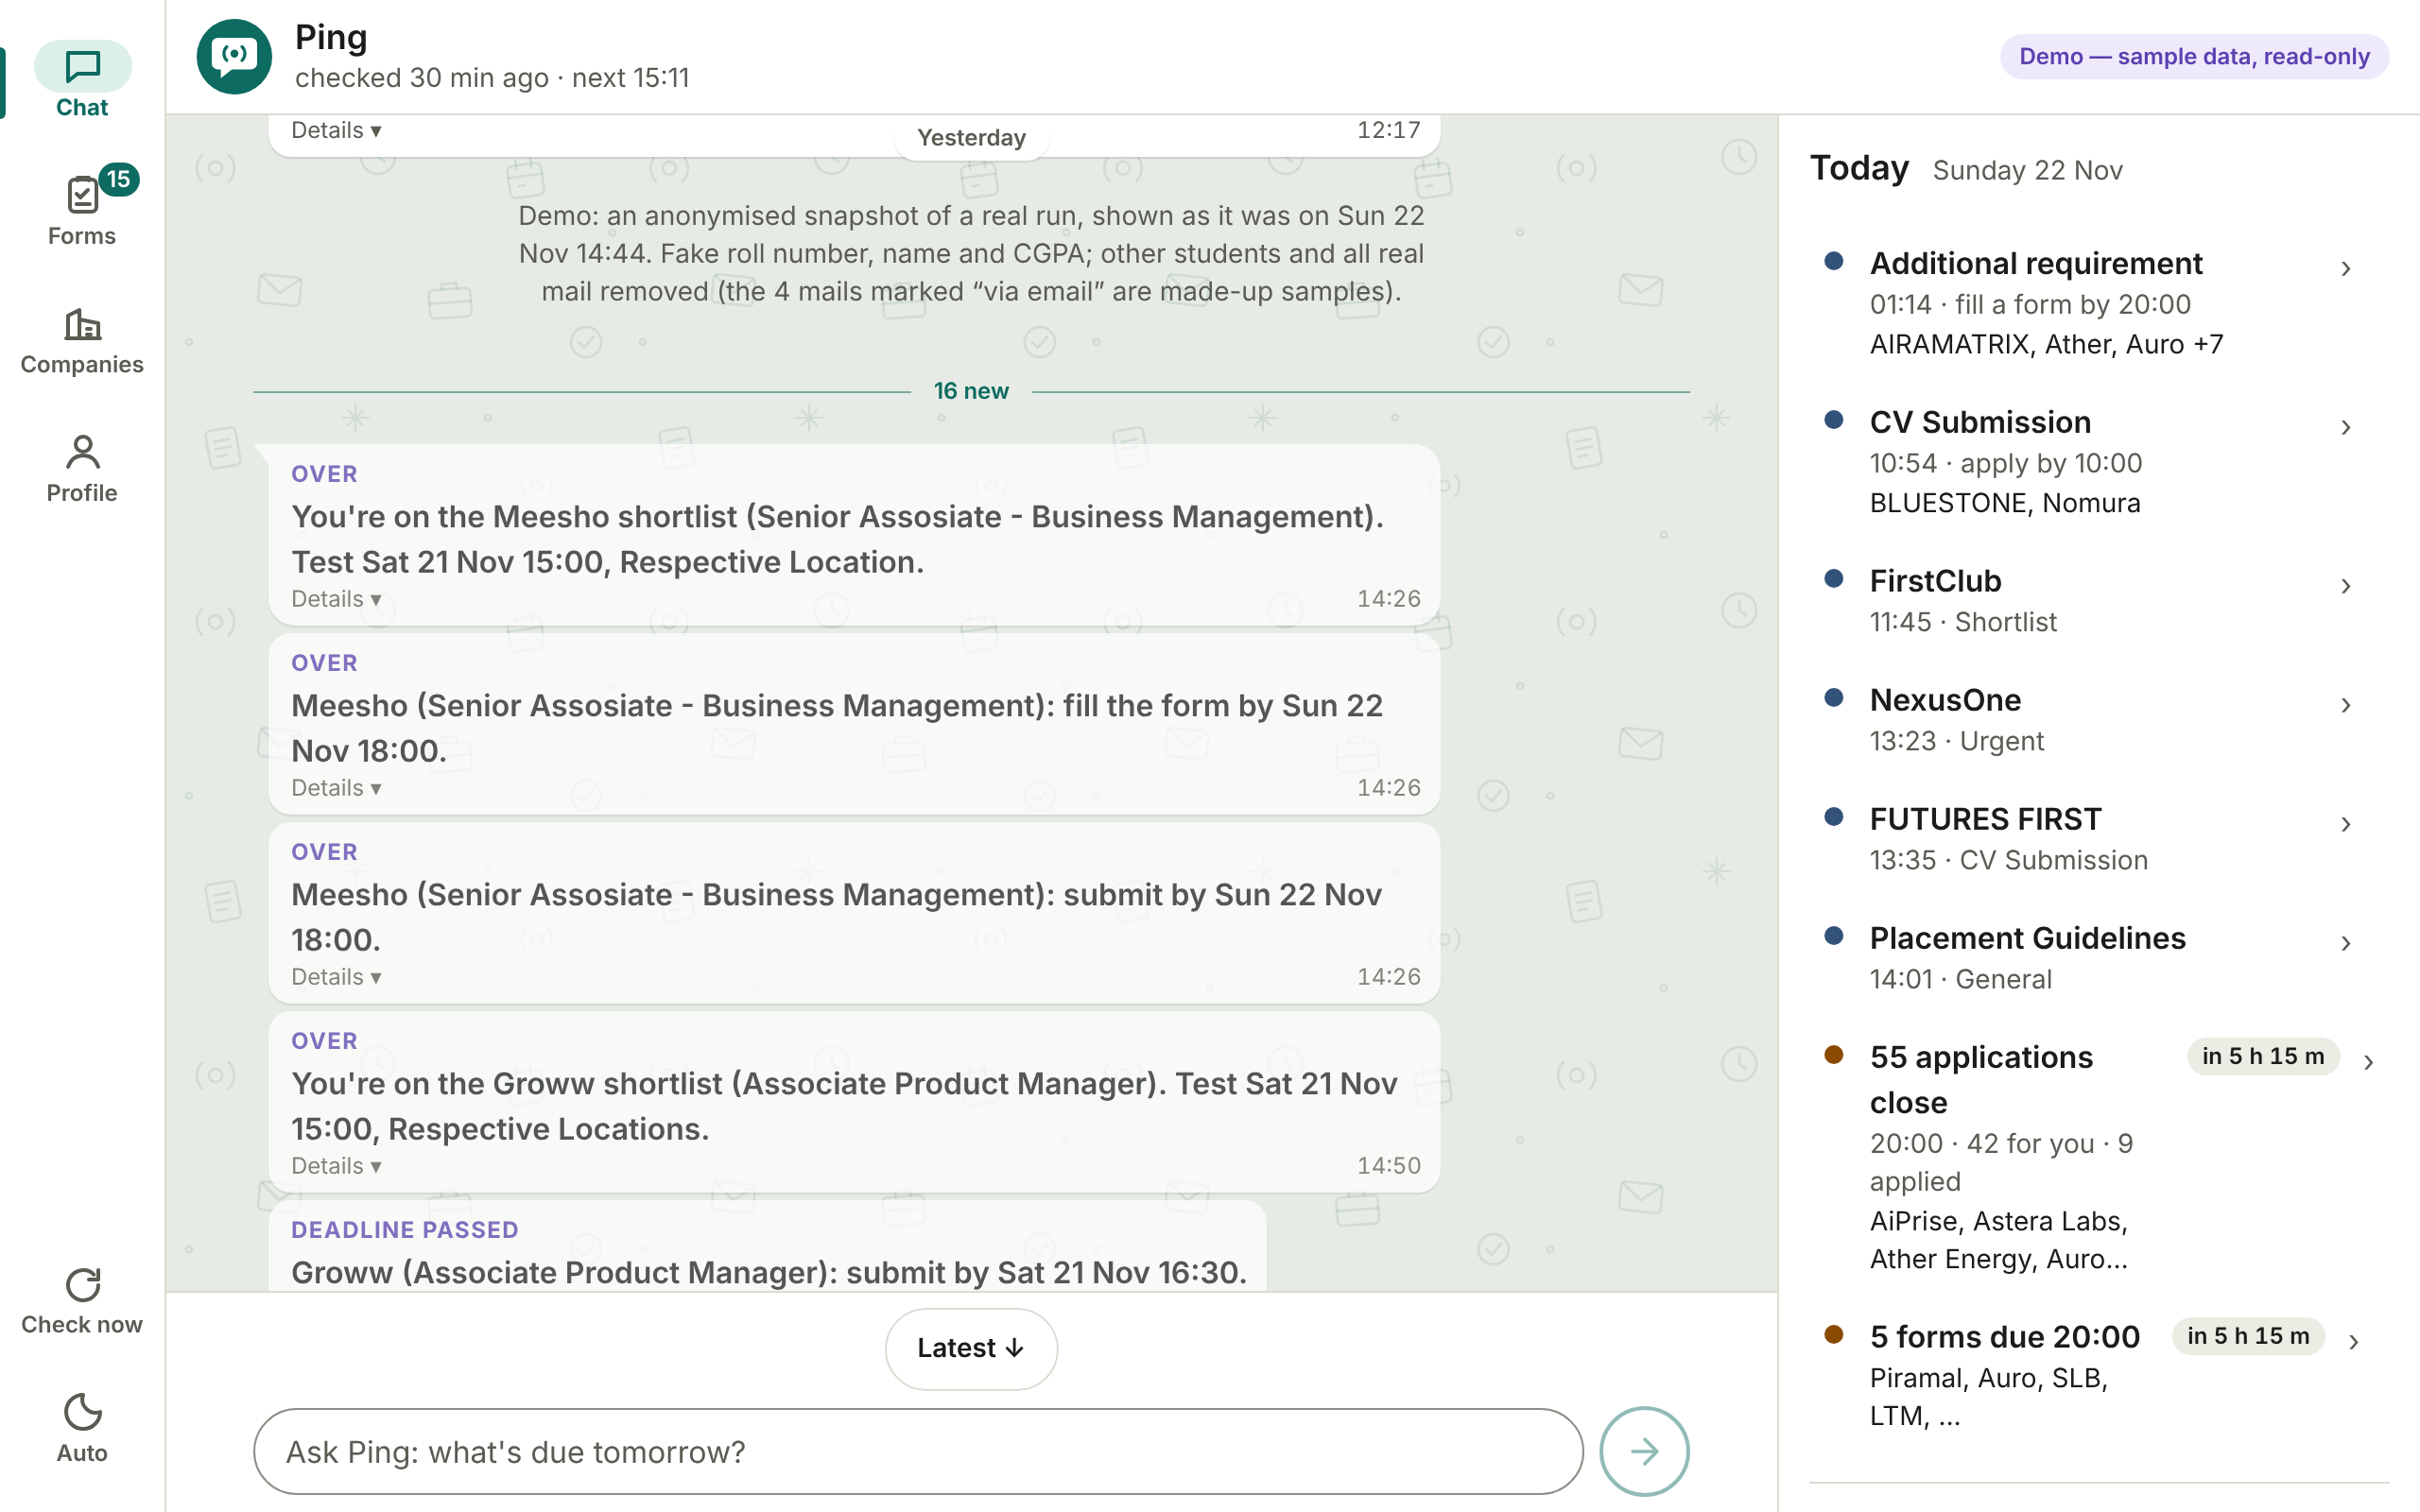 Chat
15
Forms
Companies
Profile
Check now
Auto
Ping
checked 30 min ago · next 15:11
Demo — sample data, read-only
Details ▾
12:17
Yesterday
Demo: an anonymised snapshot of a real run, shown as it was on Sun 22
Nov 14:44. Fake roll number, name and CGPA; other students and all real
mail removed (the 4 mails marked “via email” are made-up samples).
16 new
OVER
You're on the Meesho shortlist (Senior Assosiate - Business Management).
Test Sat 21 Nov 15:00, Respective Location.
Details ▾
14:26
OVER
Meesho (Senior Assosiate - Business Management): fill the form by Sun 22
Nov 18:00.
Details ▾
14:26
OVER
Meesho (Senior Assosiate - Business Management): submit by Sun 22 Nov
18:00.
Details ▾
14:26
OVER
You're on the Groww shortlist (Associate Product Manager). Test Sat 21 Nov
15:00, Respective Locations.
Details ▾
14:50
DEADLINE PASSED
Groww (Associate Product Manager): submit by Sat 21 Nov 16:30.
Latest ↓
Ask Ping: what's due tomorrow?
Today Sunday 22 Nov
Additional requirement
01:14 · fill a form by 20:00
AIRAMATRIX, Ather, Auro +7
CV Submission
10:54 · apply by 10:00
BLUESTONE, Nomura
FirstClub
11:45 · Shortlist
NexusOne
13:23 · Urgent
FUTURES FIRST
13:35 · CV Submission
Placement Guidelines
14:01 · General
55 applications
close
in 5 h 15 m
20:00 · 42 for you · 9
applied
AiPrise, Astera Labs,
Ather Energy, Auro...
5 forms due 20:00
in 5 h 15 m
Piramal, Auro, SLB,
LTM, ...